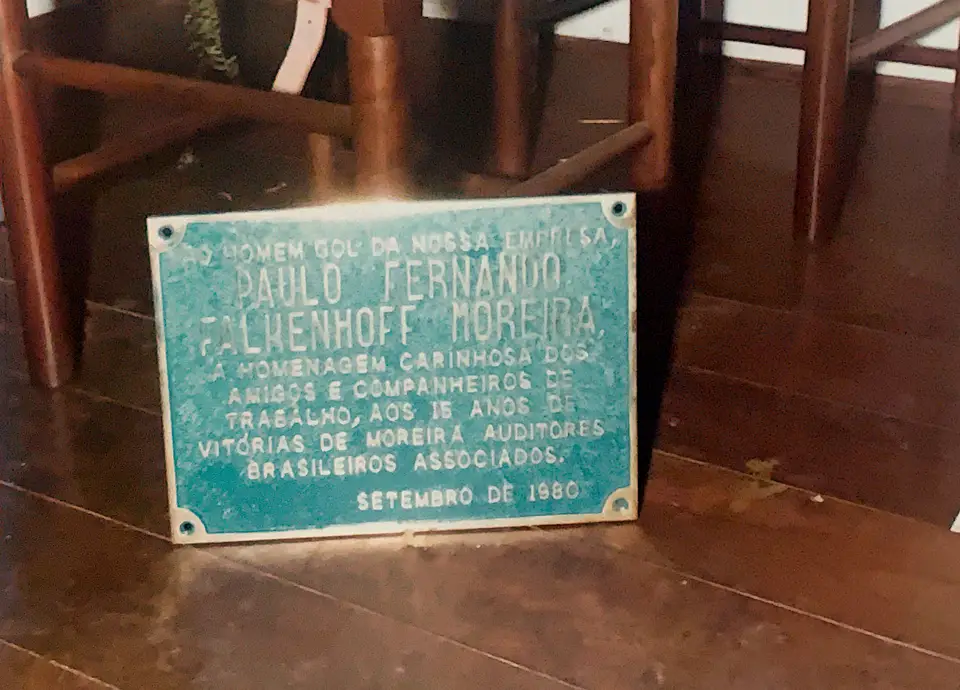 AO HOMEM GOL DA NOSSA EMPRESA,
PAULO FERNANDO
FALKENHOFF MOREIRA,
A HOMENAGEM CARINHOSA DOS
AMIGOS E COMPANHEIROS DE
TRABALHO, AOS 15 ANOS DE
VITÓRIAS DE MOREIRA AUDITORES
BRASILEIROS ASSOCIADOS.
SETEMBRO DE 1980